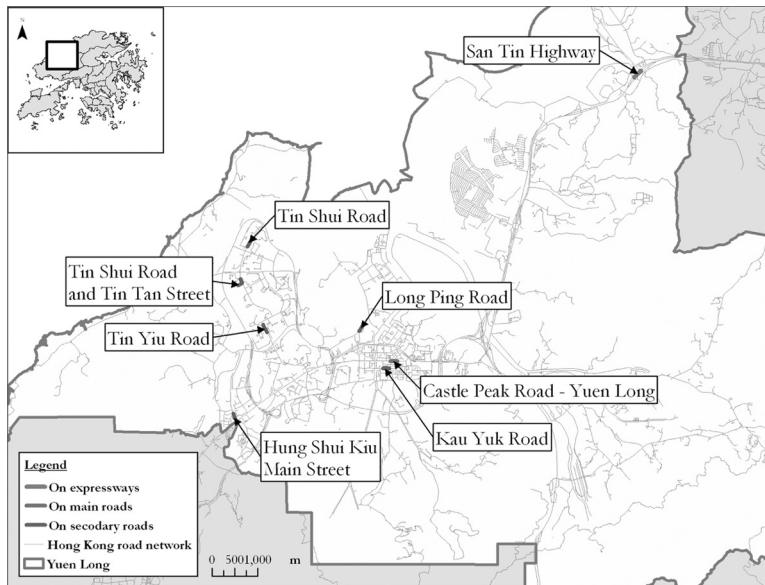 N
San Tin Highway
Tin Shui Road
Tin Shui Road
and Tin Tan Street
Long Ping Road
Tin Yiu Road
Castle Peak Road - Yuen Long
Kau Yuk Road
Hung Shui Kiu
Main Street
Legend
On expressways
On main roads
On secodary roads
Hong Kong road network
Yuen Long
0 5001,000 m